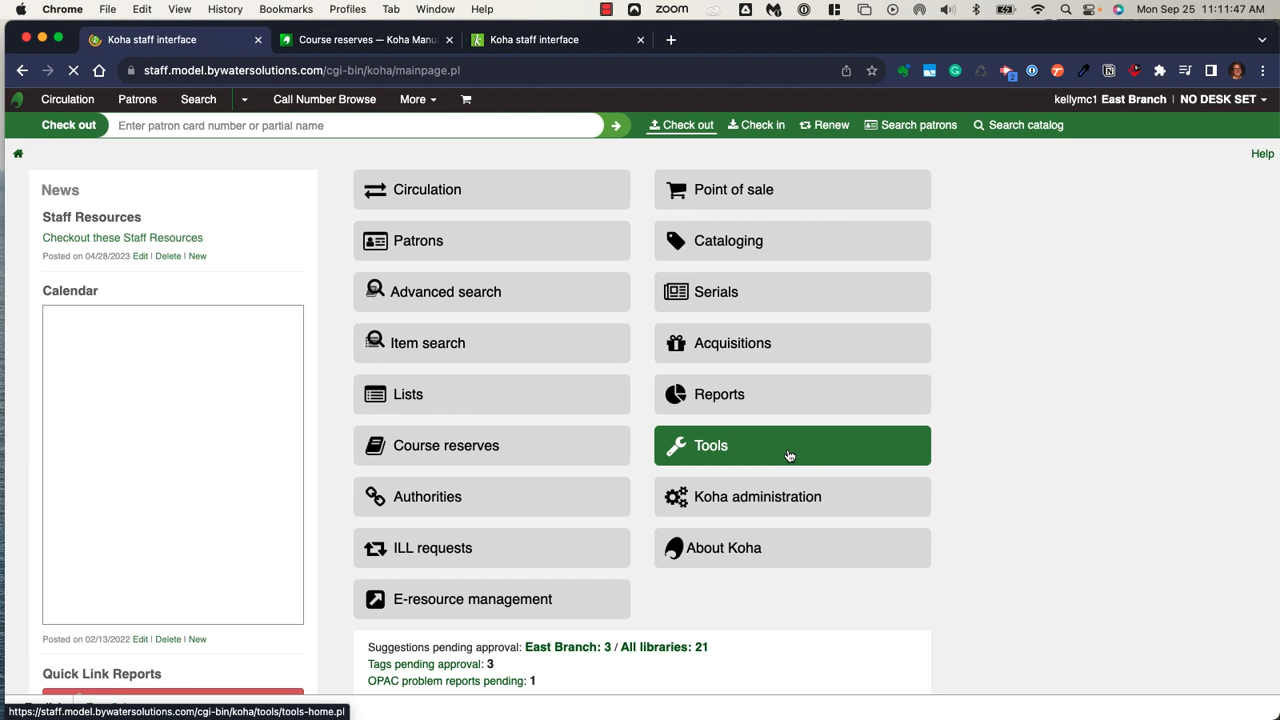 Chrome File Edit View History Bookmarks Profiles Tab Window Help zoom Mon Sep 25 11:11:47 AM
Koha staff interface Course reserves — Koha Manu Koha staff interface
staff.model.bywatersolutions.com/cgi-bin/koha/mainpage.pl 2
Circulation Patrons Search Call Number Browse More kellymc1 East Branch | NO DESK SET
Check out Enter patron card number or partial name Check out Check in Renew Search patrons Search catalog
Help
News
Staff Resources
Checkout these Staff Resources
Posted on 04/28/2023 Edit | Delete | New
Calendar
Posted on 02/13/2022 Edit | Delete | New
Quick Link Reports
Circulation
Patrons
Advanced search
Item search
Lists
Course reserves
Authorities
ILL requests
E-resource management
Point of sale
Cataloging
Serials
Acquisitions
Reports
Tools
Koha administration
About Koha
Suggestions pending approval: East Branch: 3 / All libraries: 21
Tags pending approval: 3
OPAC problem reports pending: 1
https://staff.model.bywatersolutions.com/cgi-bin/koha/tools/tools-home.pl